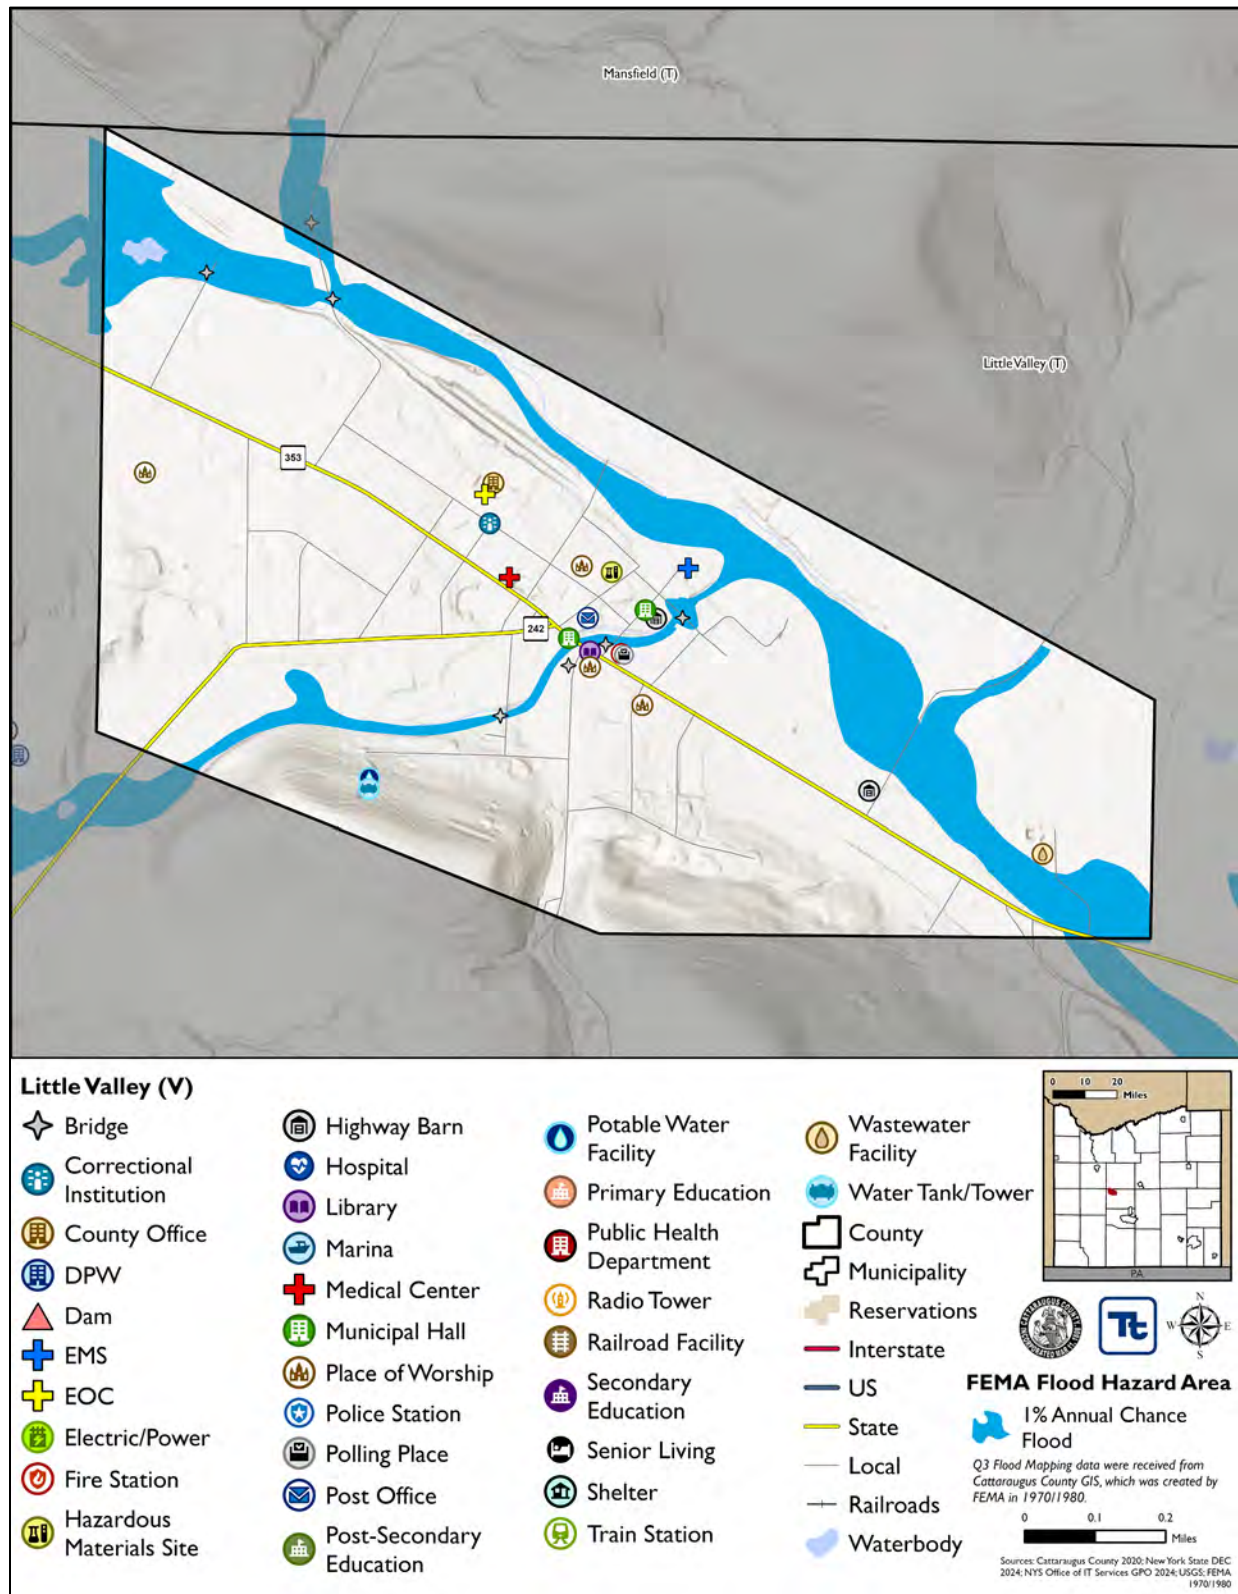 Mansfield (T)
Little Valley (T)
353
242
Little Valley (V)
Bridge
Correctional
Institution
County Office
DPW
Dam
EMS
EOC
Electric/Power
Fire Station
Hazardous
Materials Site
Highway Barn
Hospital
Library
Marina
Medical Center
Municipal Hall
Place of Worship
Police Station
Polling Place
Post Office
Post-Secondary
Education
Potable Water
Facility
Primary Education
Public Health
Department
Radio Tower
Railroad Facility
Secondary
Education
Senior Living
Shelter
Train Station
Wastewater
Facility
Water Tank/Tower
County
Municipality
Reservations
Interstate
US
State
Local
Railroads
Waterbody
0 10 20
Miles
PA
Tt
N
W E
S
FEMA Flood Hazard Area
1% Annual Chance
Flood
Q3 Flood Mapping data were received from
Cattaraugus County GIS, which was created by
FEMA in 1970/1980.
0 0.1 0.2
Miles
Sources: Cattaraugus County 2020; New York State DEC
2024; NYS Office of IT Services GPO 2024; USGS; FEMA
1970/1980